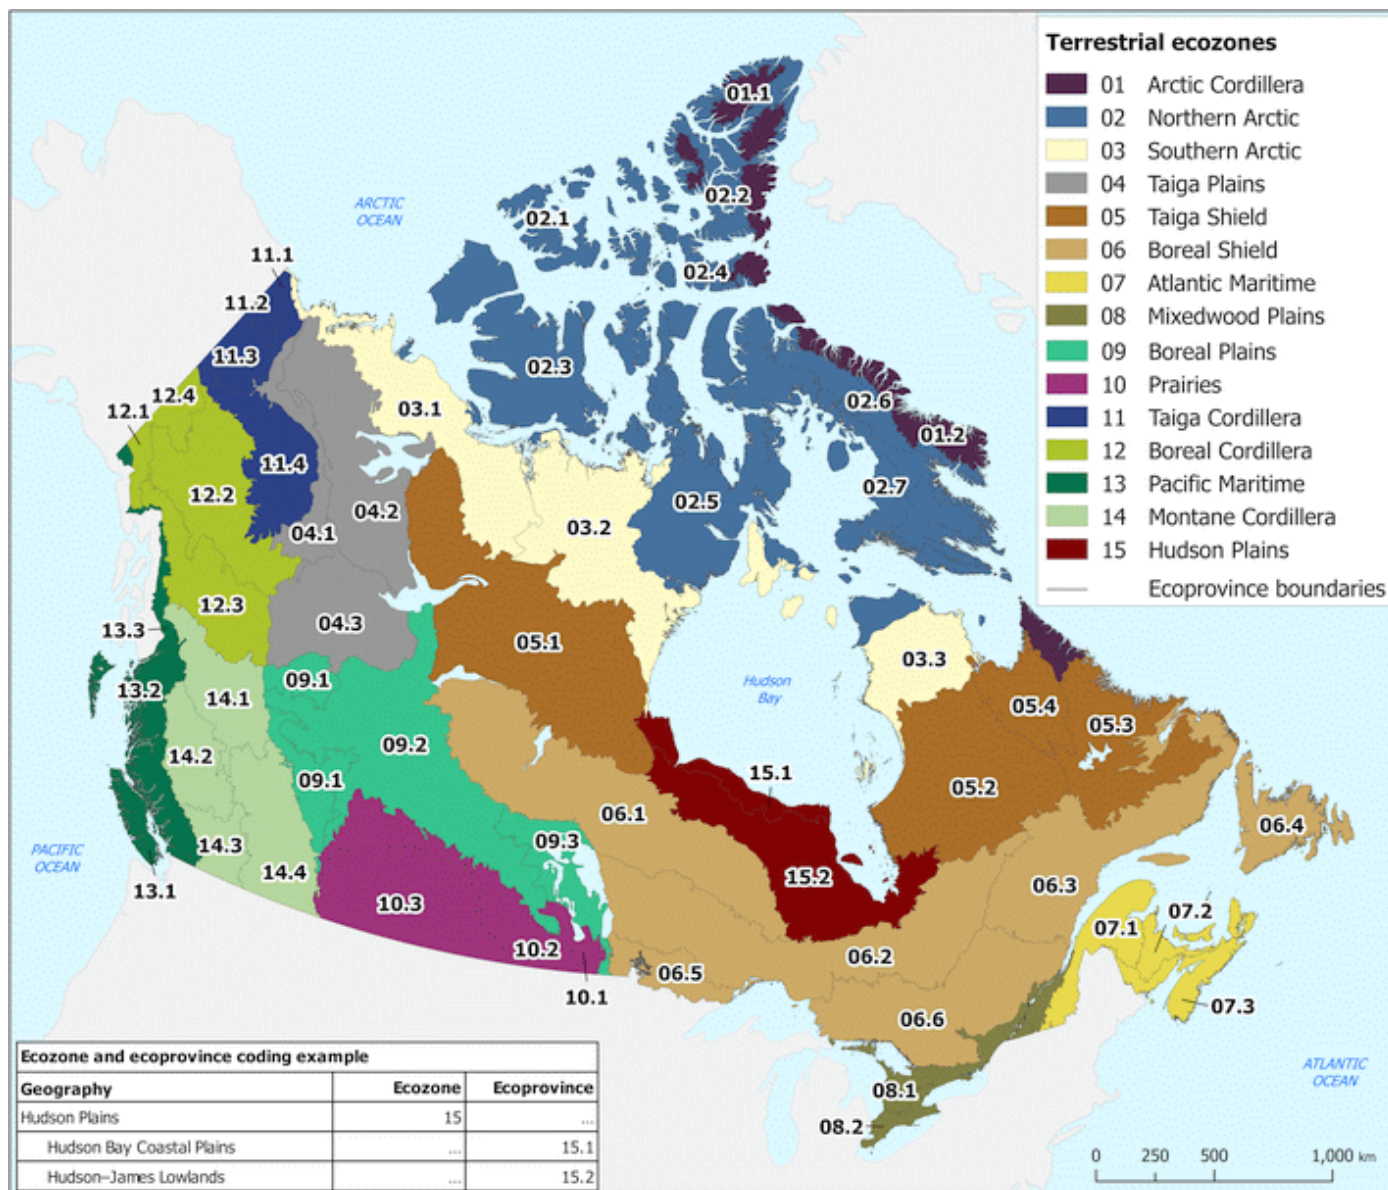 Terrestrial ecozones
01 Arctic Cordillera
02 Northern Arctic
03 Southern Arctic
04 Taiga Plains
05 Taiga Shield
06 Boreal Shield
07 Atlantic Maritime
08 Mixedwood Plains
09 Boreal Plains
10 Prairies
11 Taiga Cordillera
12 Boreal Cordillera
13 Pacific Maritime
14 Montane Cordillera
15 Hudson Plains
Ecoprovince boundaries
01.1
ARCTIC
OCEAN
02.2
02.1
11.1
02.4
11.2
11.3
02.3
12.4
02.6
12.1
03.1
01.2
11.4
02.7
12.2
02.5
04.2
04.1
03.2
12.3
04.3
13.3
05.1
03.3
09.1
Hudson
Bay
13.2
14.1
05.4
05.3
09.2
14.2
15.1
09.1
05.2
06.1
06.4
09.3
PACIFIC
OCEAN
14.3
14.4
15.2
13.1
06.3
10.3
07.2
07.1
10.2
06.2
06.5
10.1
07.3
06.6
ATLANTIC
OCEAN
08.1
08.2
Ecozone and ecoprovince coding example
Geography Ecozone Ecoprovince
Hudson Plains 15 ...
Hudson Bay Coastal Plains ... 15.1
Hudson–James Lowlands ... 15.2
0 250 500 1,000 km